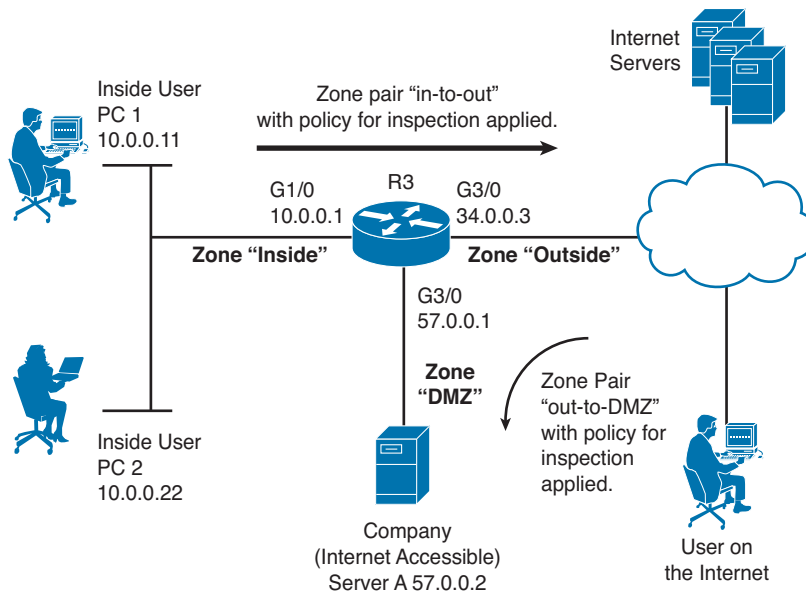 Internet
Servers
Inside User
PC 1
10.0.0.11
Zone pair “in-to-out”
with policy for inspection applied.
R3
G1/0
10.0.0.1
G3/0
34.0.0.3
Zone “Inside”
Zone “Outside”
G3/0
57.0.0.1
Zone
“DMZ”
Zone Pair
“out-to-DMZ”
with policy for
inspection
applied.
Inside User
PC 2
10.0.0.22
Company
(Internet Accessible)
Server A 57.0.0.2
User on
the Internet